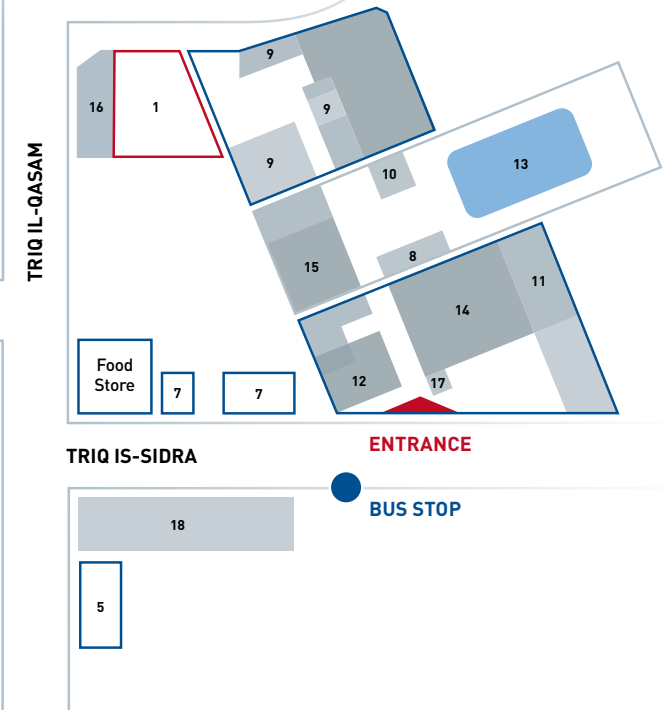 9
16
1
9
9
10
13
TRIQ IL-QASAM
15
8
11
14
Food
Store
7
7
12
17
ENTRANCE
TRIQ IS-SIDRA
BUS STOP
18
5